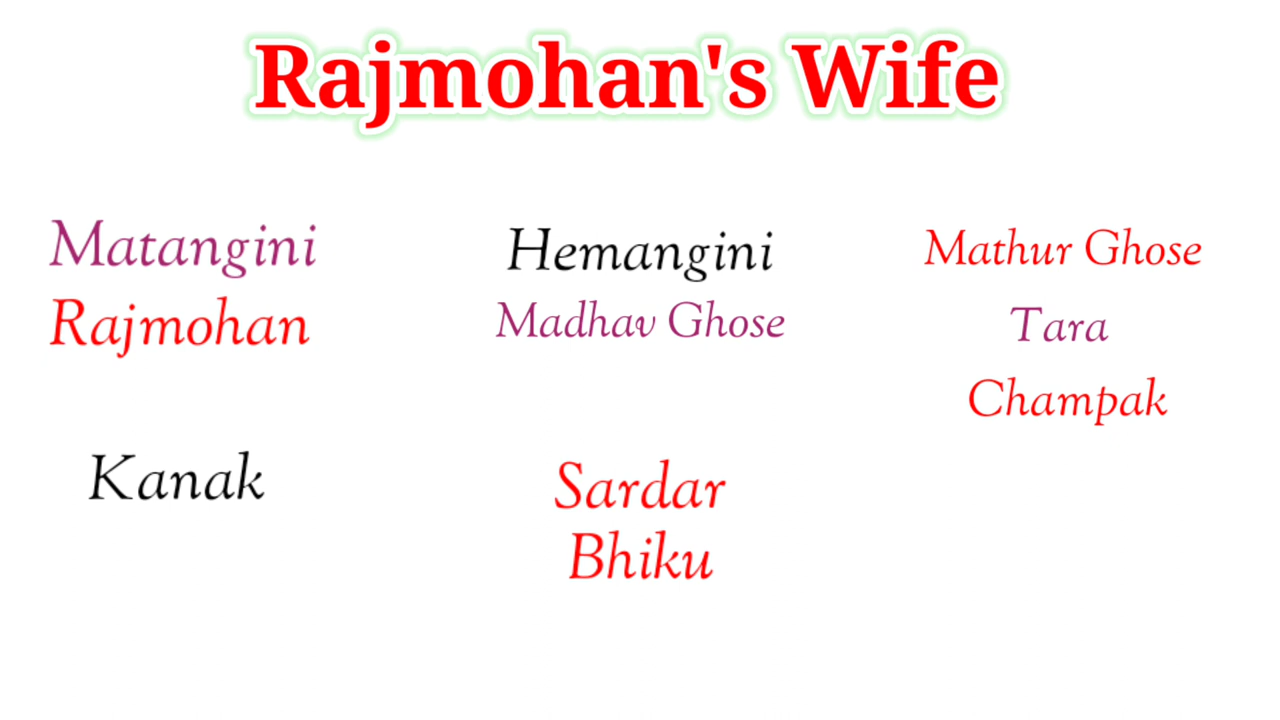 Rajmohan's Wife
Matangini
Rajmohan
Hemangini
Madhav Ghose
Mathur Ghose
Tara
Champak
Kanak
Sardar
Bhiku